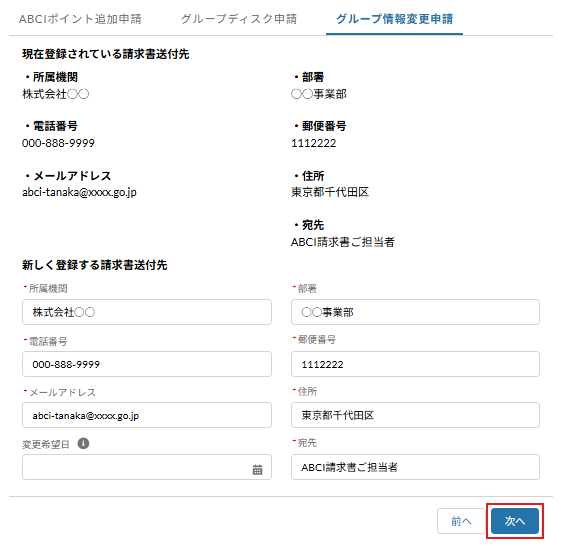 ABCIポイント追加申請 グループディスク申請 グループ情報変更申請
現在登録されている請求書送付先
・所属機関 ・部署
株式会社○○ ○○事業部
・電話番号 ・郵便番号
000-888-9999 1112222
・メールアドレス ・住所
abci-tanaka@xxxx.go.jp 東京都千代田区
・宛先
ABCI請求書ご担当者
新しく登録する請求書送付先
*所属機関 *部署
株式会社○○ ○○事業部
*電話番号 *郵便番号
000-888-9999 1112222
*メールアドレス *住所
abci-tanaka@xxxx.go.jp 東京都千代田区
変更希望日 *宛先
ABCI請求書ご担当者
前へ 次へ